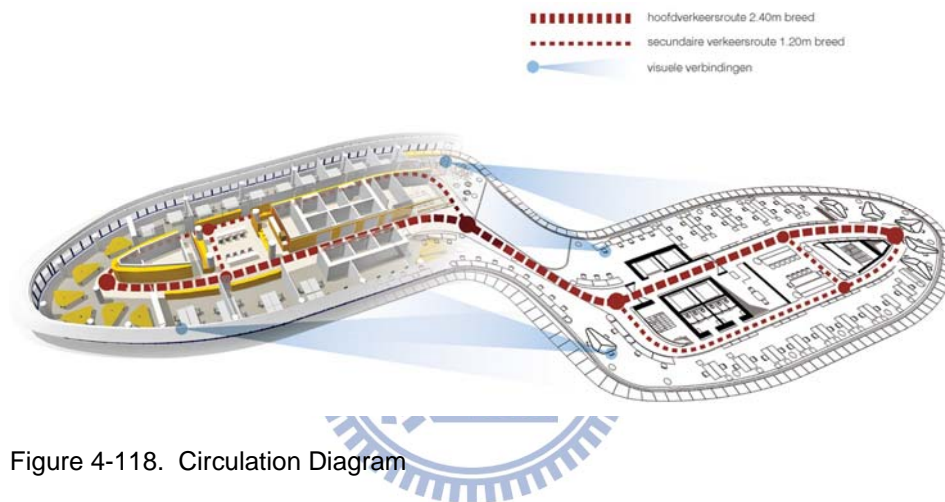 hoofdverkeersroute 2.40m breed
secundaire verkeersroute 1.20m breed
visuele verbindingen
Figure 4-118. Circulation Diagram